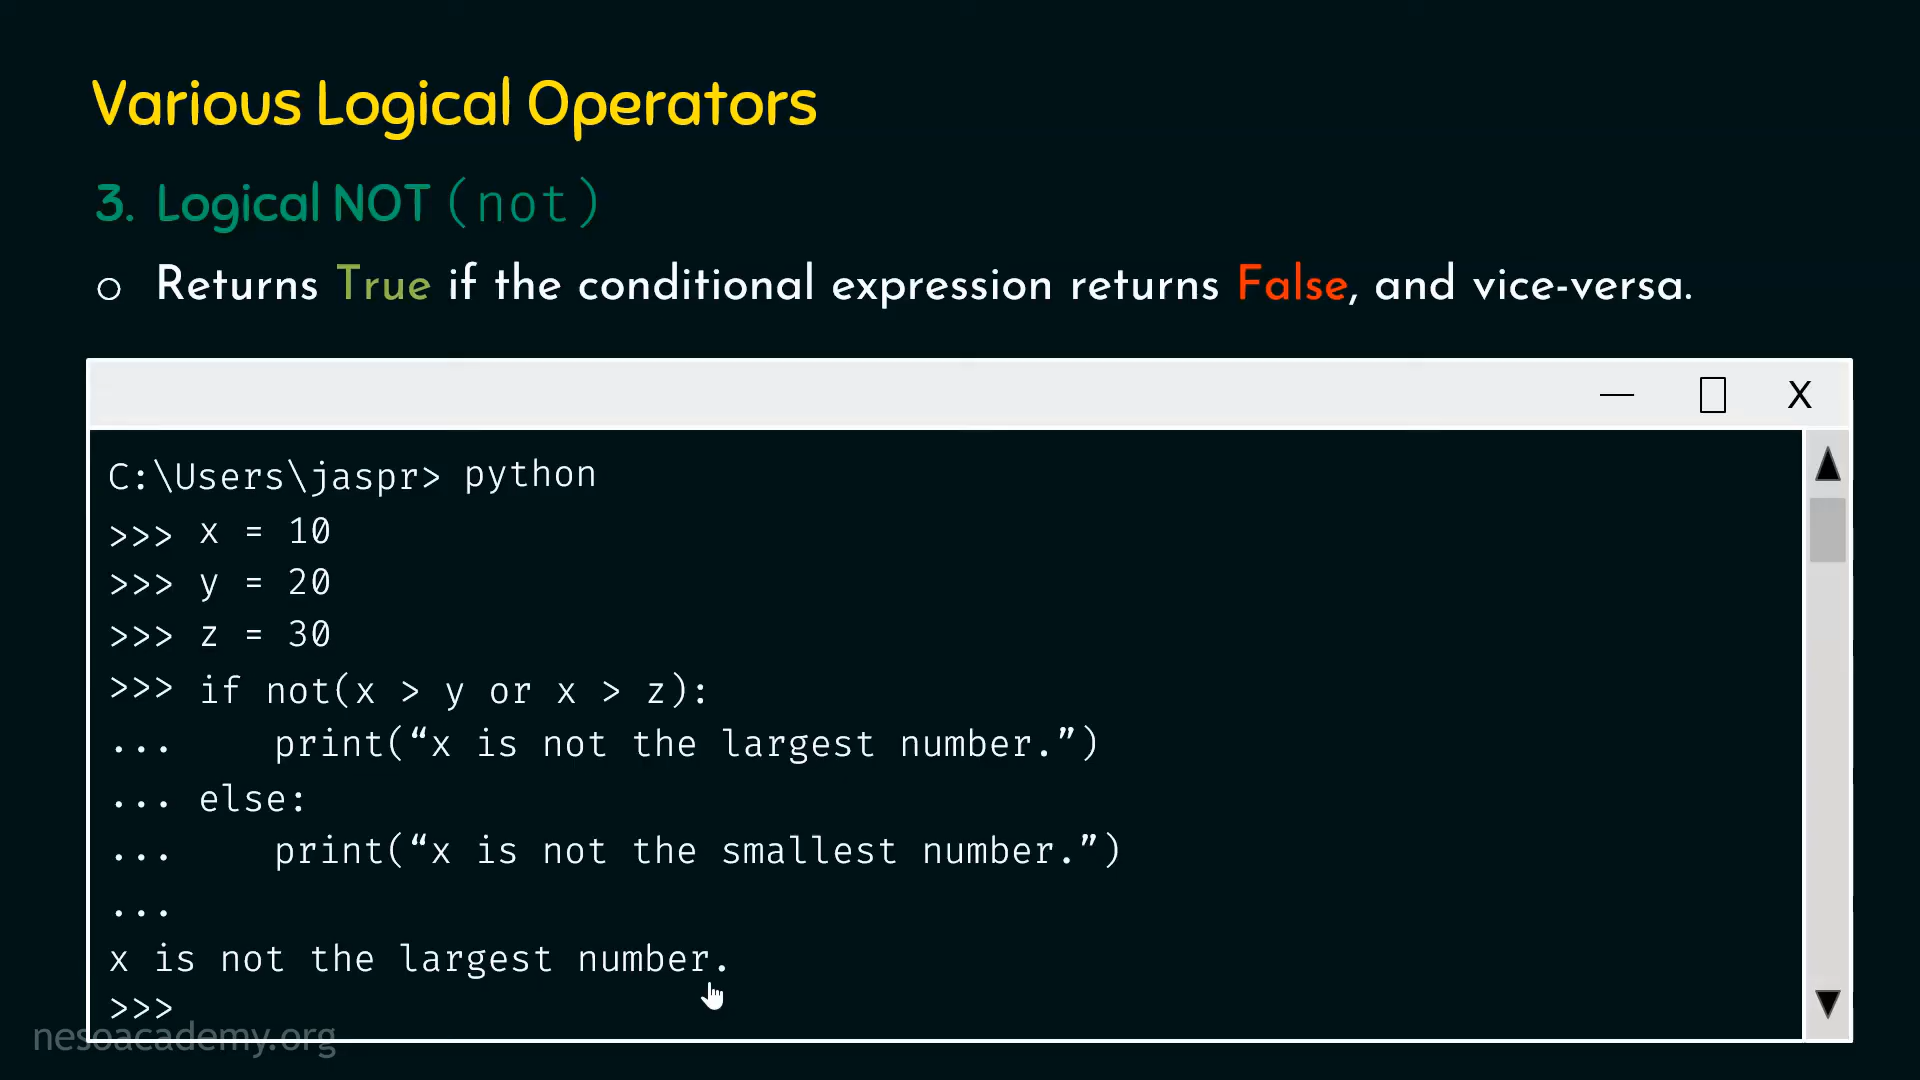 Various Logical Operators
3. Logical NOT (not)
○ Returns True if the conditional expression returns False, and vice-versa.
X
C:\Users\jaspr> python
>>> x = 10
>>> y = 20
>>> z = 30
>>> if not(x > y or x > z):
...    print(“x is not the largest number.”)
... else:
...    print(“x is not the smallest number.”)
...
x is not the largest number.
>>>
nesoacademy.org